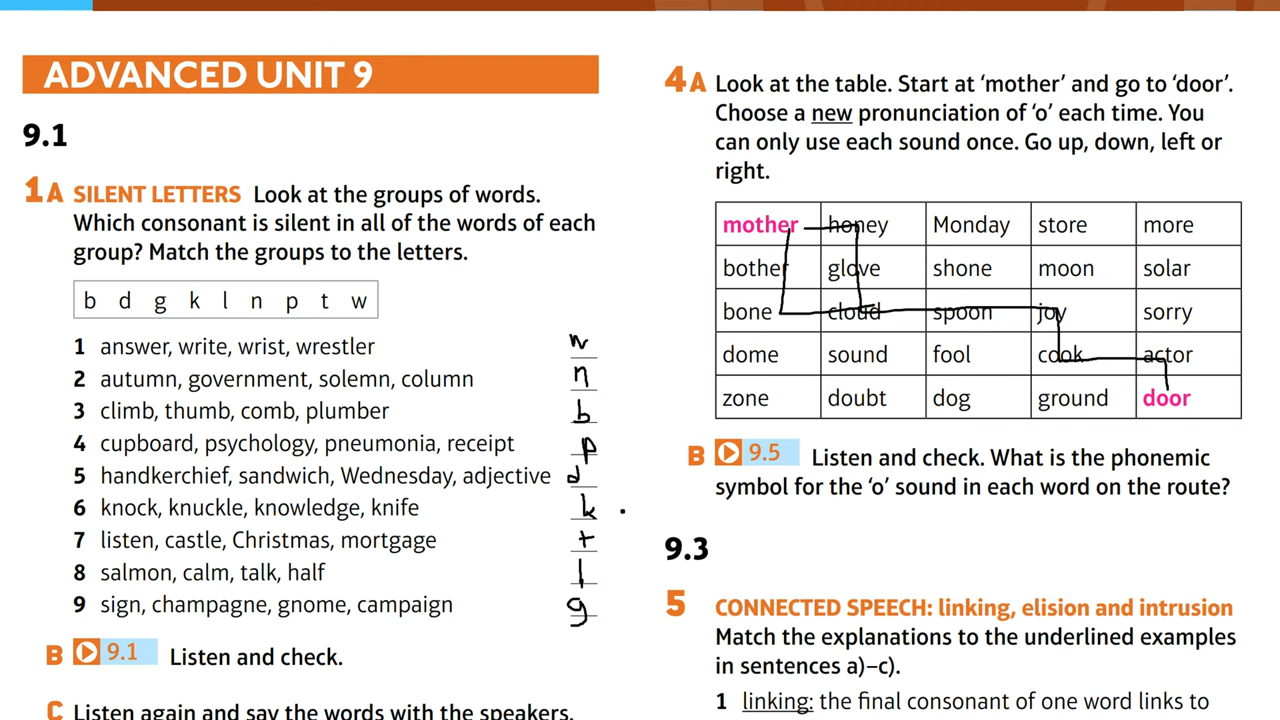 ADVANCED UNIT 9
9.1
1 A SILENT LETTERS Look at the groups of words.
Which consonant is silent in all of the words of each
group? Match the groups to the letters.
b d g k l n p t w
1 answer, write, wrist, wrestler w
2 autumn, government, solemn, column n
3 climb, thumb, comb, plumber b
4 cupboard, psychology, pneumonia, receipt p
5 handkerchief, sandwich, Wednesday, adjective d
6 knock, knuckle, knowledge, knife k
7 listen, castle, Christmas, mortgage t
8 salmon, calm, talk, half l
9 sign, champagne, gnome, campaign g
B 9.1 Listen and check.
C Listen again and say the words with the speakers.
4 A Look at the table. Start at ‘mother’ and go to ‘door’.
Choose a new pronunciation of ‘o’ each time. You
can only use each sound once. Go up, down, left or
right.
mother honey Monday store more
bother glove shone moon solar
bone cloud spoon joy sorry
dome sound fool cook actor
zone doubt dog ground door
B 9.5 Listen and check. What is the phonemic
symbol for the ‘o’ sound in each word on the route?
9.3
5 CONNECTED SPEECH: linking, elision and intrusion
Match the explanations to the underlined examples
in sentences a)–c).
1 linking: the final consonant of one word links to